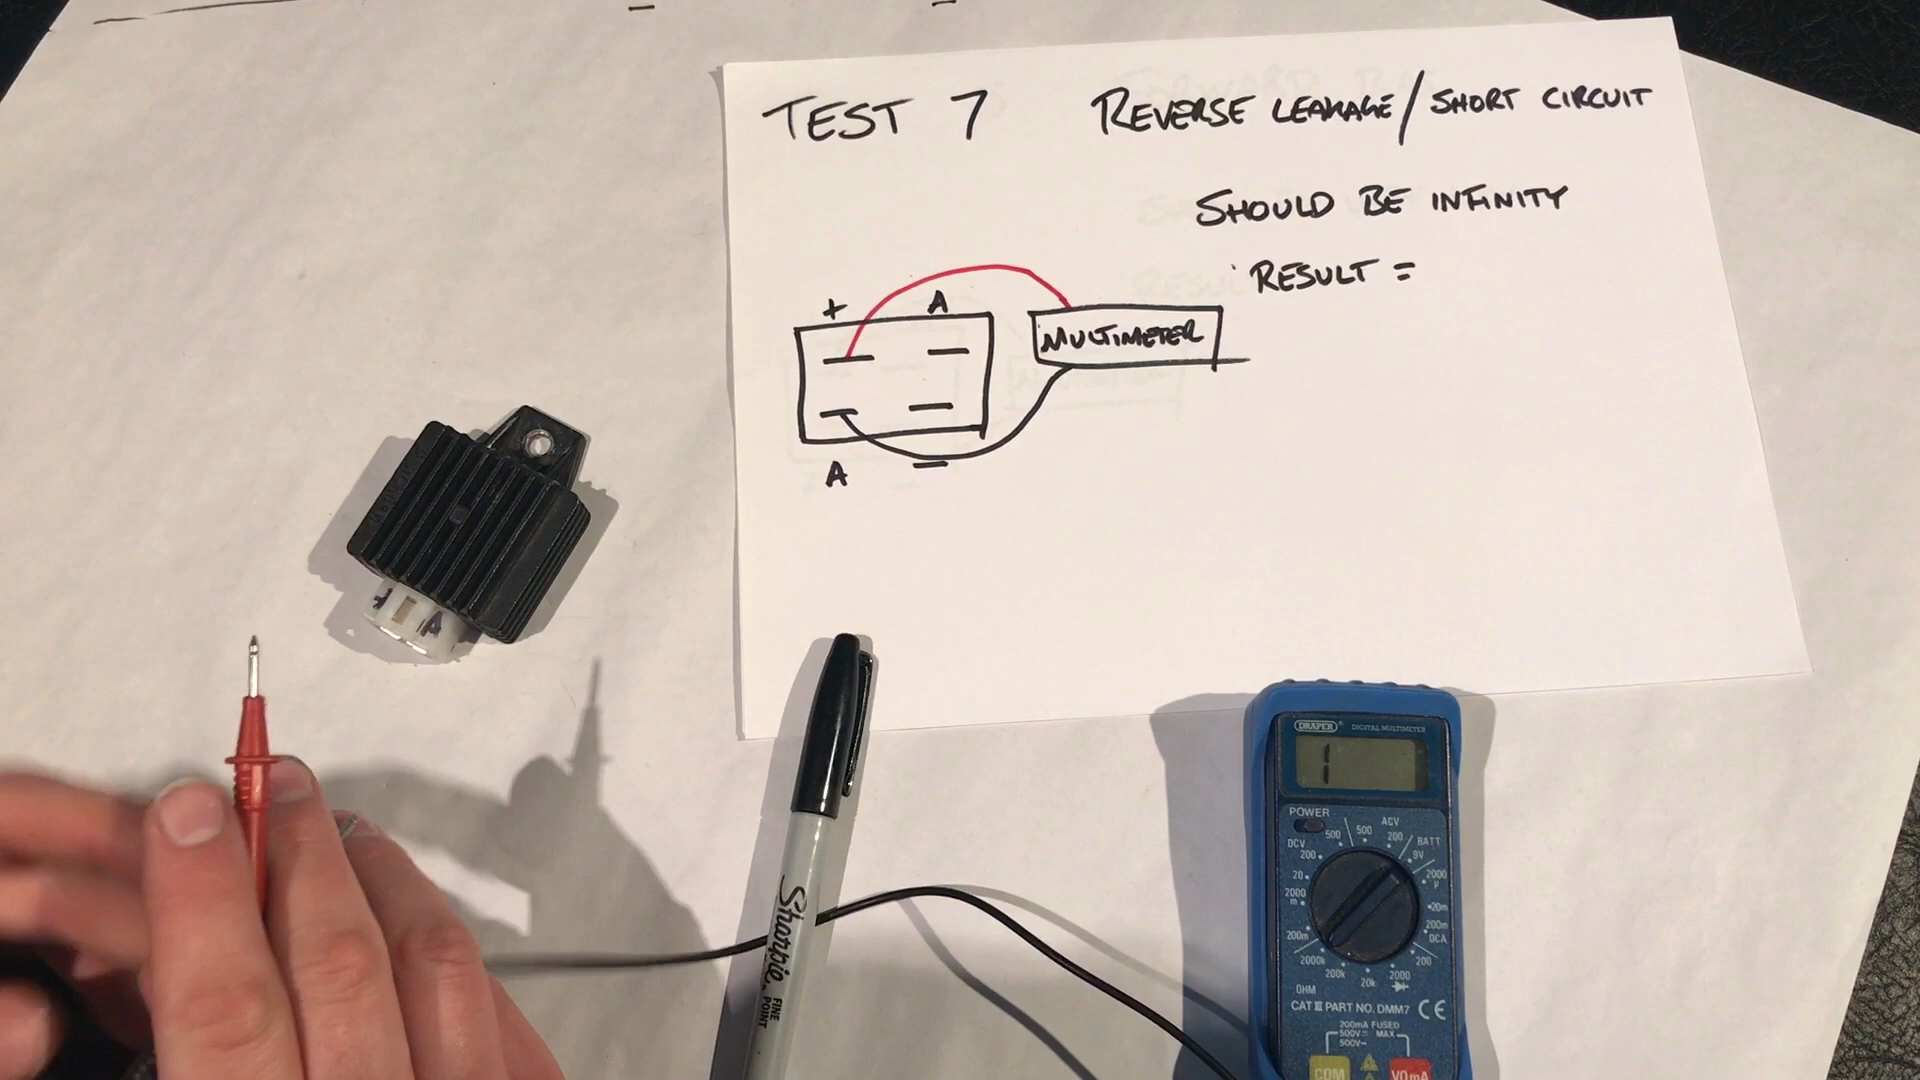 TEST 7 REVERSE LEAKAGE/SHORT CIRCUIT
SHOULD BE INFINITY
RESULT =
+ A
MULTIMETER
A −
Sharpie
FINE
POINT
DRAPER DIGITAL MULTIMETER
1
POWER
ACV
500 500 200 BATT
DCV
200 9V
20 2000
µ
2000
m 20m
200m 200m
DCA
2000k 200
200k 20k 2000
OHM
CAT III PART NO. DMM7 CE
200mA FUSED
500V MAX
500V~
COM VΩmA